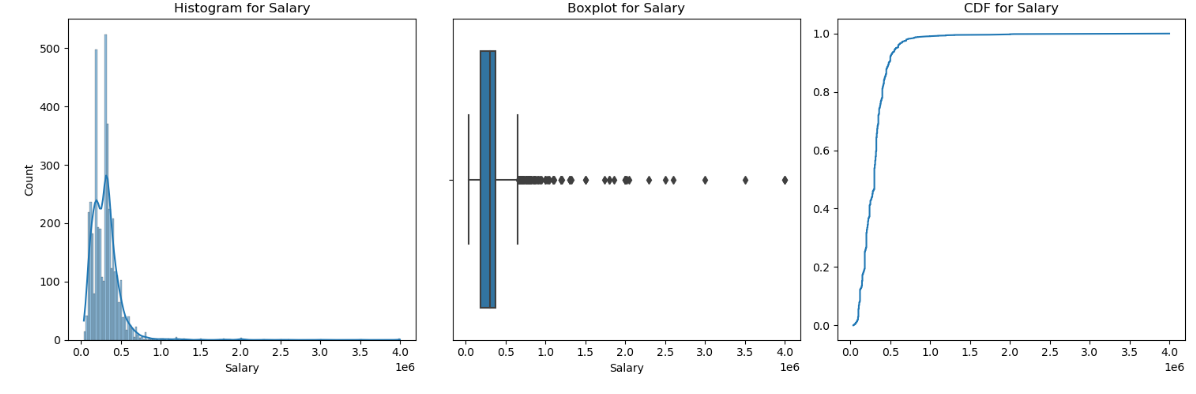 Histogram for Salary
Boxplot for Salary
CDF for Salary
500
400
300
200
100
0
Count
0.0 0.5 1.0 1.5 2.0 2.5 3.0 3.5 4.0
Salary
1e6
0.0 0.5 1.0 1.5 2.0 2.5 3.0 3.5 4.0
Salary
1e6
1.0
0.8
0.6
0.4
0.2
0.0
0.0 0.5 1.0 1.5 2.0 2.5 3.0 3.5 4.0
1e6